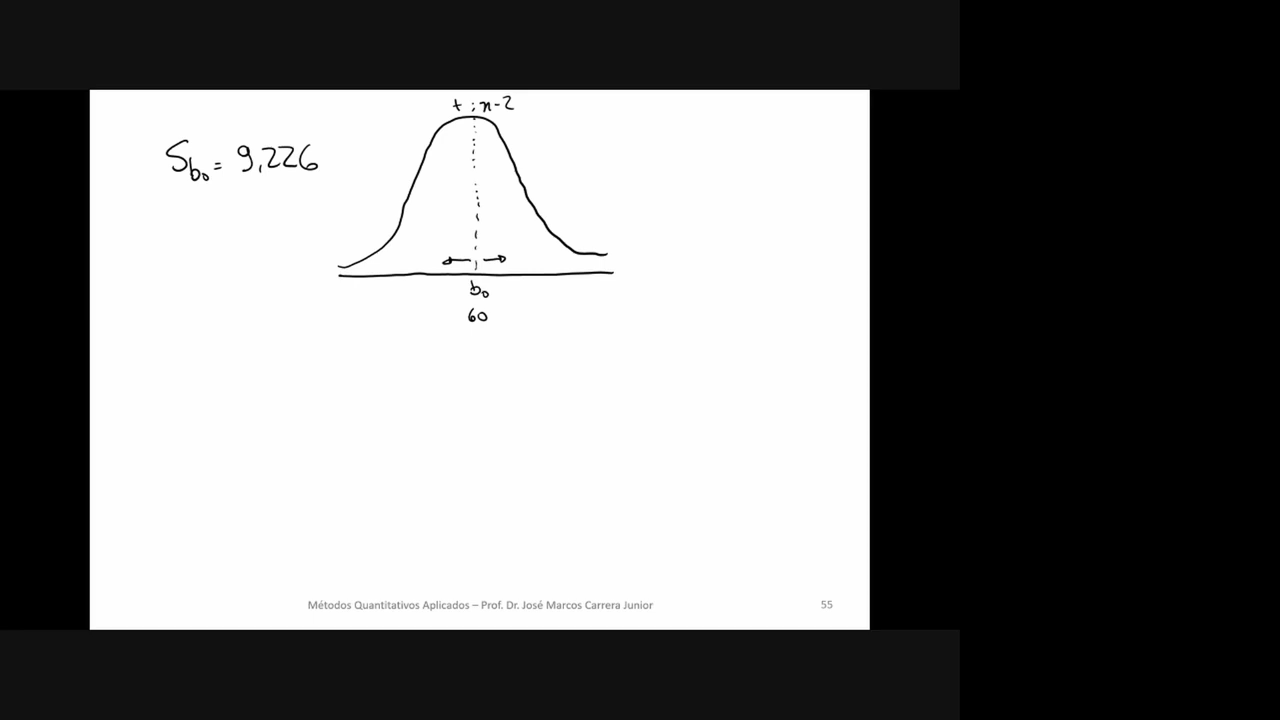 t ; n-2
S_b₀ = 9,226
b₀
60
Métodos Quantitativos Aplicados – Prof. Dr. José Marcos Carrera Junior
55